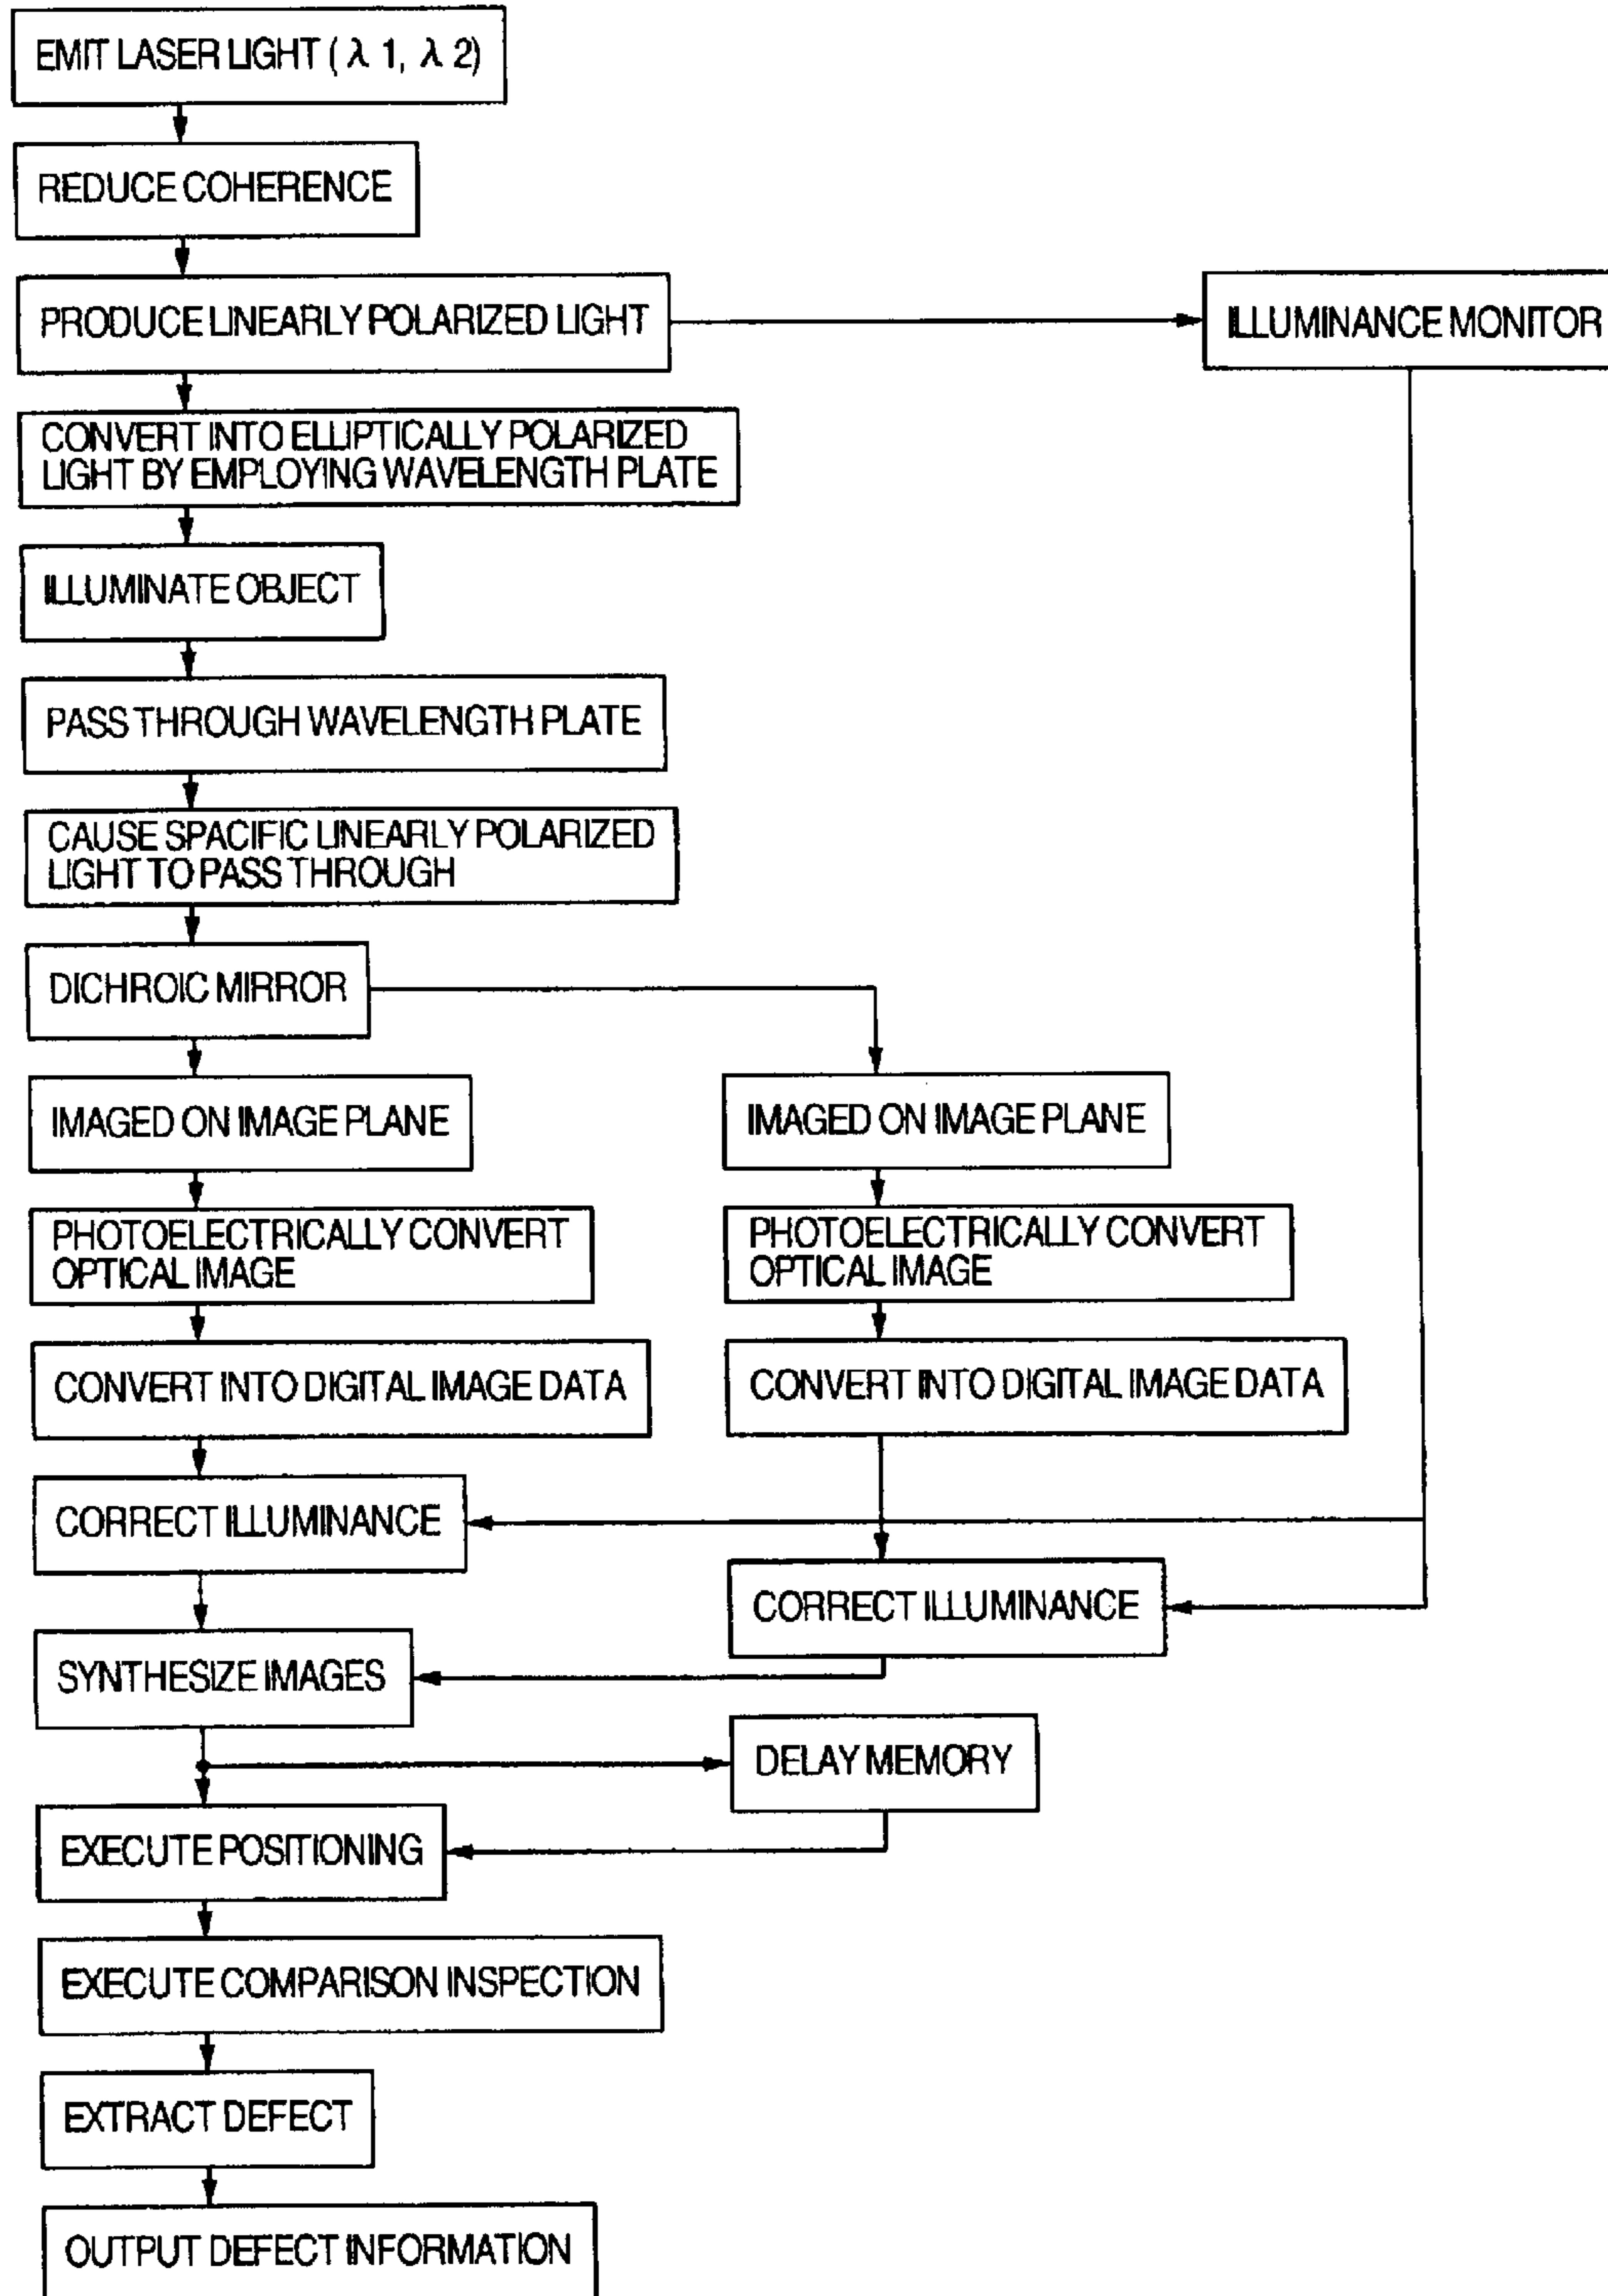 EMIT LASER LIGHT ( λ 1, λ 2)
REDUCE COHERENCE
PRODUCE LINEARLY POLARIZED LIGHT
ILLUMINANCE MONITOR
CONVERT INTO ELLIPTICALLY POLARIZED
LIGHT BY EMPLOYING WAVELENGTH PLATE
ILLUMINATE OBJECT
PASS THROUGH WAVELENGTH PLATE
CAUSE SPACIFIC LINEARLY POLARIZED
LIGHT TO PASS THROUGH
DICHROIC MIRROR
IMAGED ON IMAGE PLANE
IMAGED ON IMAGE PLANE
PHOTOELECTRICALLY CONVERT
OPTICAL IMAGE
PHOTOELECTRICALLY CONVERT
OPTICAL IMAGE
CONVERT INTO DIGITAL IMAGE DATA
CONVERT INTO DIGITAL IMAGE DATA
CORRECT ILLUMINANCE
CORRECT ILLUMINANCE
SYNTHESIZE IMAGES
DELAY MEMORY
EXECUTE POSITIONING
EXECUTE COMPARISON INSPECTION
EXTRACT DEFECT
OUTPUT DEFECT INFORMATION